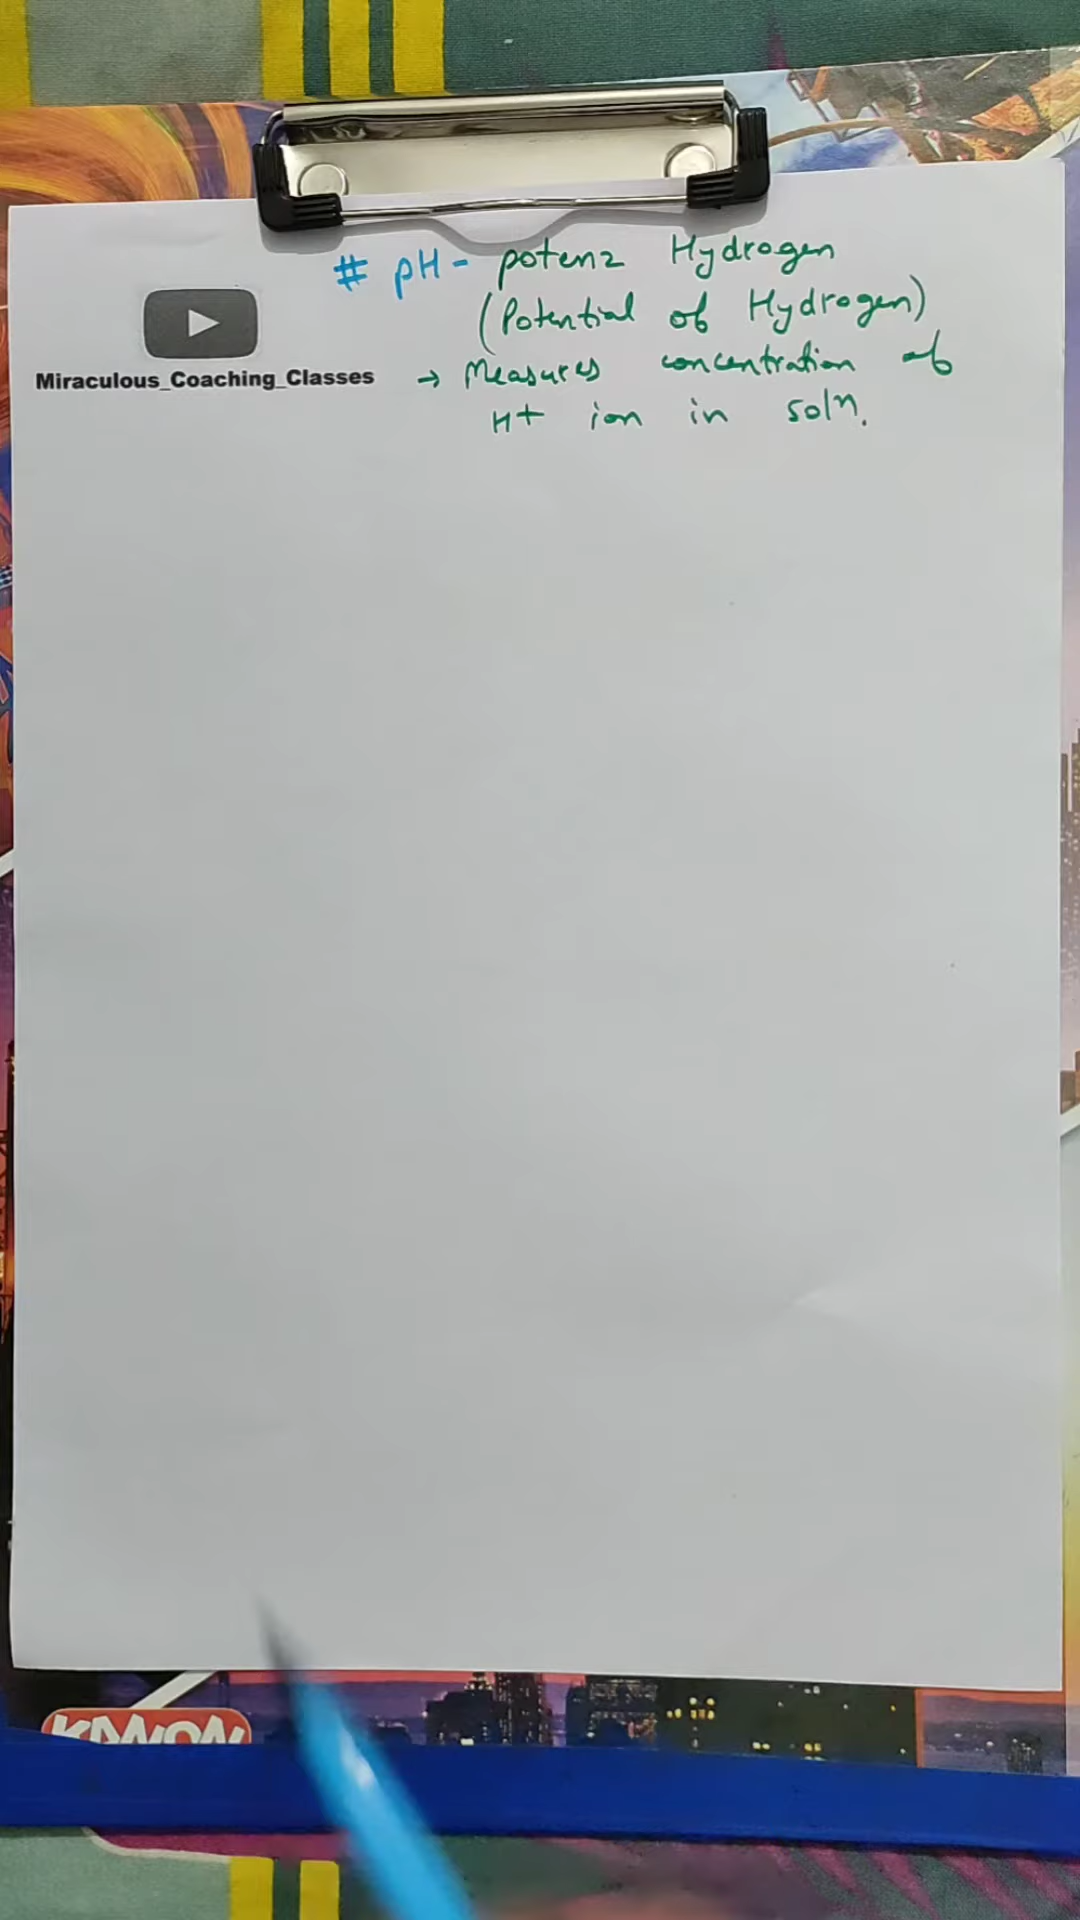 # pH - potenz Hydrogen
(Potential of Hydrogen)
Miraculous_Coaching_Classes
→ Measures concentration of
H+ ion in soln.